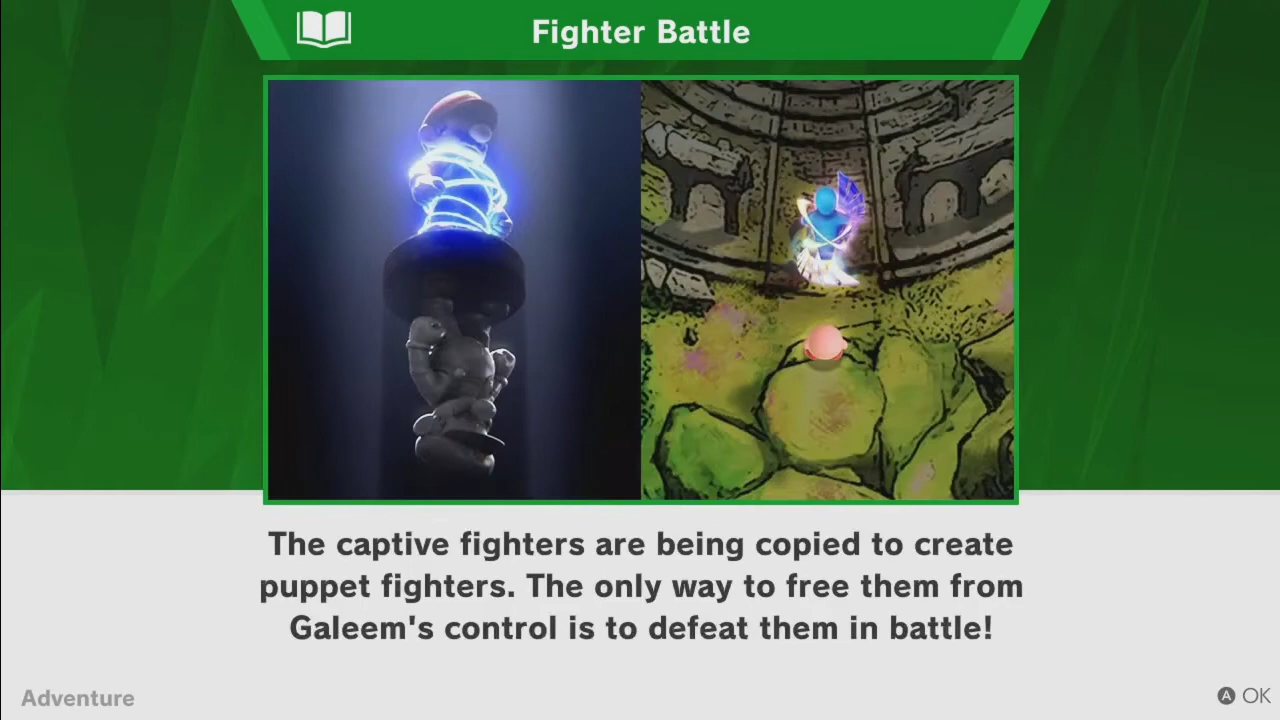 Fighter Battle
The captive fighters are being copied to create
puppet fighters. The only way to free them from
Galeem's control is to defeat them in battle!
Adventure
A OK